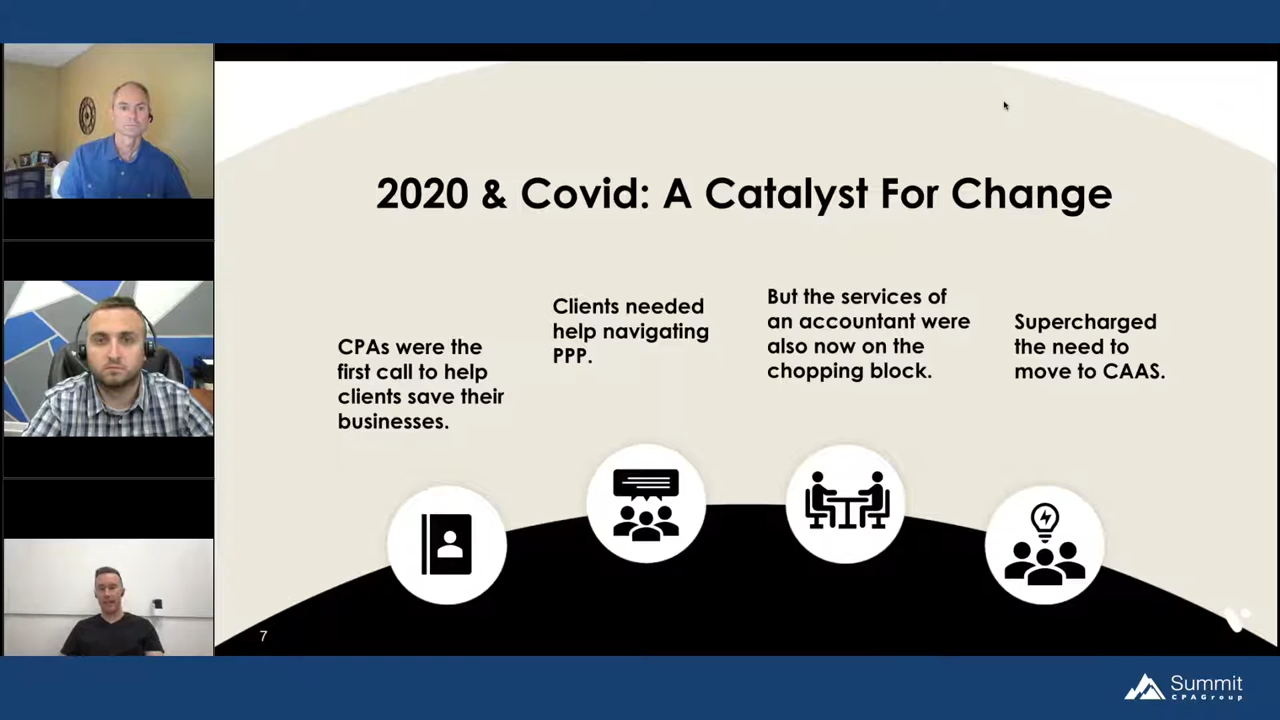 2020 & Covid: A Catalyst For Change
CPAs were the
first call to help
clients save their
businesses.
Clients needed
help navigating
PPP.
But the services of
an accountant were
also now on the
chopping block.
Supercharged
the need to
move to CAAS.
7
Summit
CPAGroup